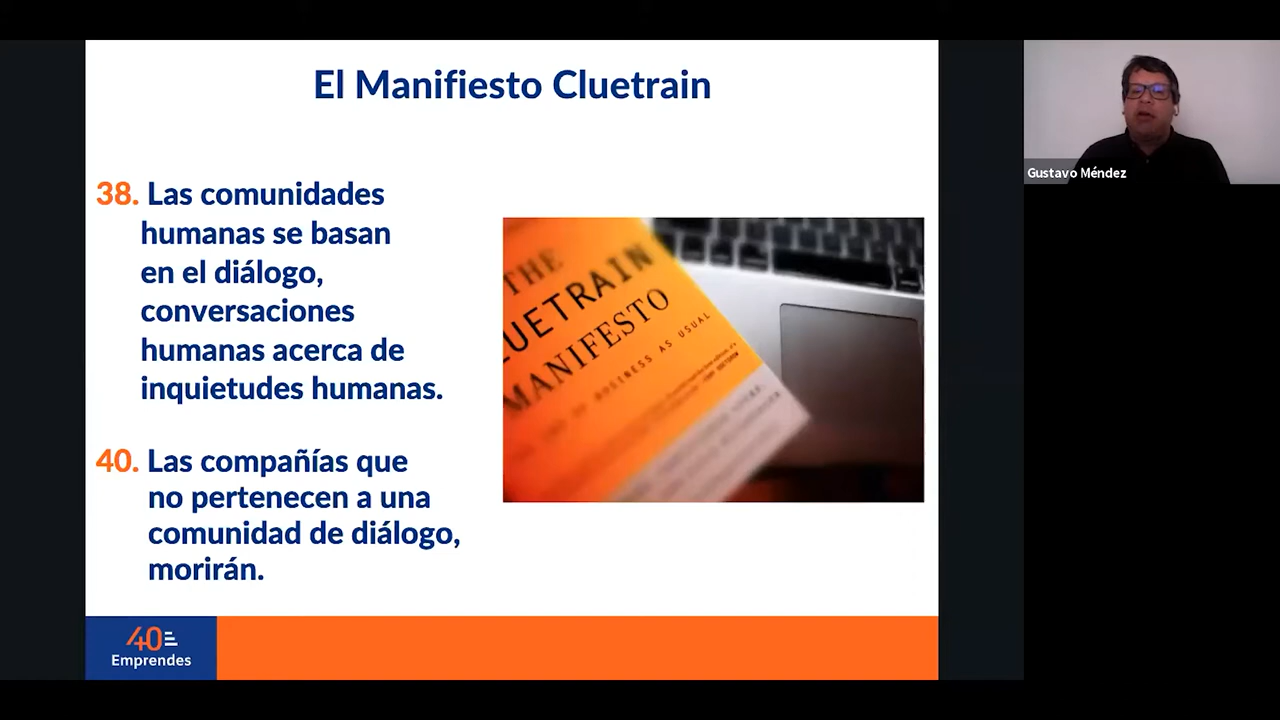 El Manifiesto Cluetrain
38. Las comunidades
humanas se basan
en el diálogo,
conversaciones
humanas acerca de
inquietudes humanas.
40. Las compañías que
no pertenecen a una
comunidad de diálogo,
morirán.
THE
LUETRAIN
MANIFESTO
BUSINESS AS USUAL
40
Emprendes
Gustavo Méndez